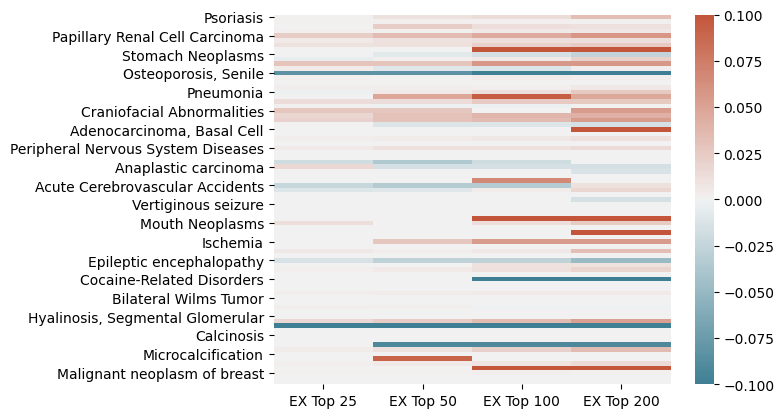 Psoriasis
Papillary Renal Cell Carcinoma
Stomach Neoplasms
Osteoporosis, Senile
Pneumonia
Craniofacial Abnormalities
Adenocarcinoma, Basal Cell
Peripheral Nervous System Diseases
Anaplastic carcinoma
Acute Cerebrovascular Accidents
Vertiginous seizure
Mouth Neoplasms
Ischemia
Epileptic encephalopathy
Cocaine-Related Disorders
Bilateral Wilms Tumor
Hyalinosis, Segmental Glomerular
Calcinosis
Microcalcification
Malignant neoplasm of breast
EX Top 25 EX Top 50 EX Top 100 EX Top 200
0.100
0.075
0.050
0.025
0.000
−0.025
−0.050
−0.075
−0.100